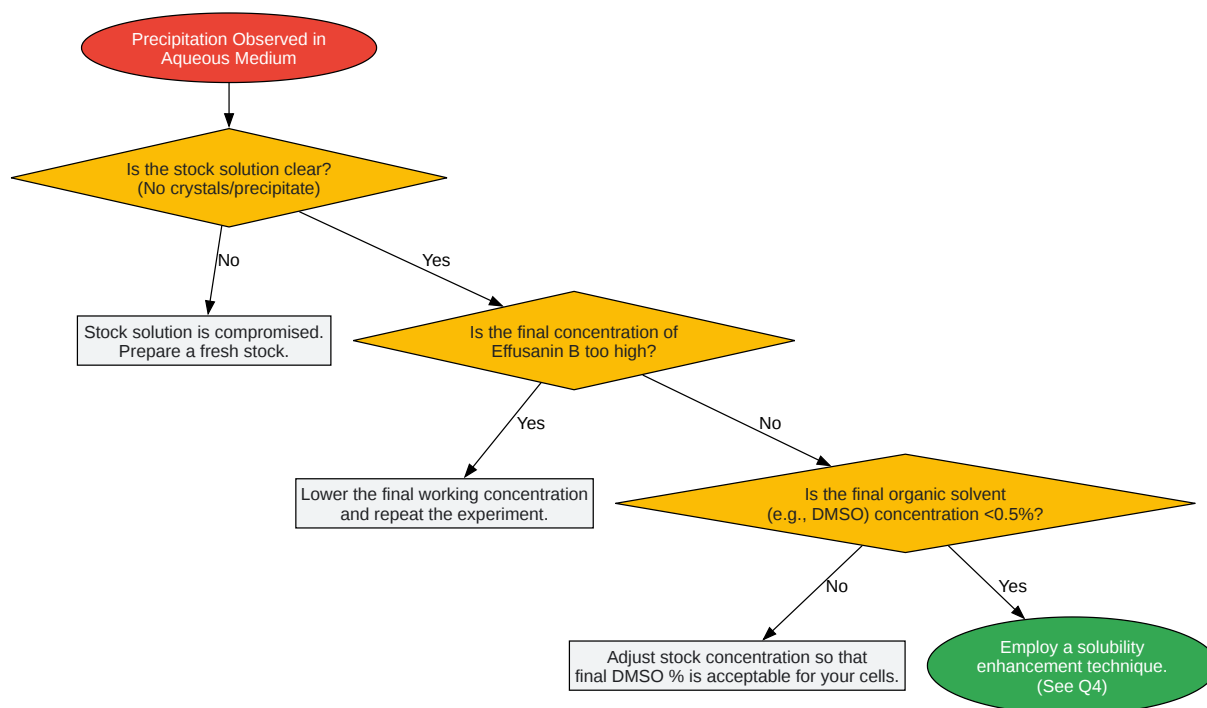 Precipitation Observed in
Aqueous Medium
Is the stock solution clear?
(No crystals/precipitate)
No
Yes
Stock solution is compromised.
Prepare a fresh stock.
Is the final concentration of
Effusanin B too high?
Yes
No
Lower the final working concentration
and repeat the experiment.
Is the final organic solvent
(e.g., DMSO) concentration <0.5%?
No
Yes
Adjust stock concentration so that
final DMSO % is acceptable for your cells.
Employ a solubility
enhancement technique.
(See Q4)